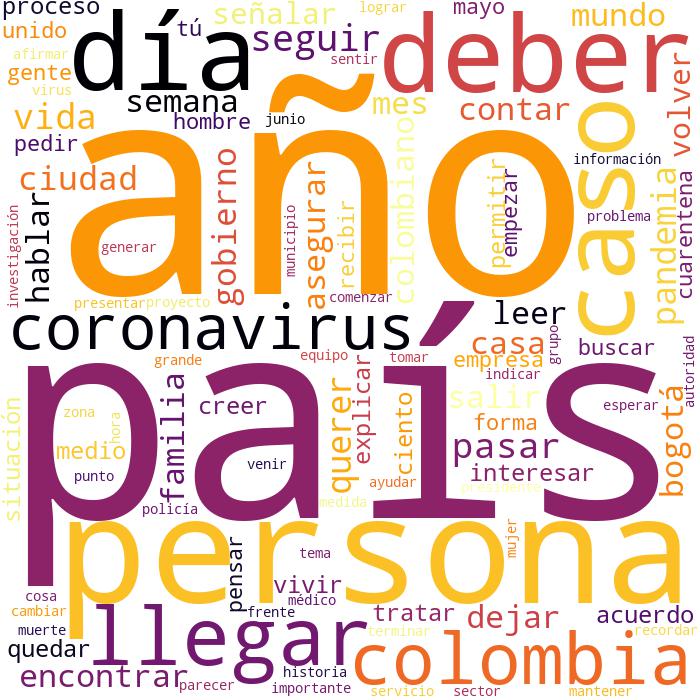 proceso
señalar
lograr
mayo
mundo
unido
tú
seguir
día
deber
afirmar
sentir
gente
virus
semana
mes
contar
volver
vida
hombre
junio
pedir
año
caso
información
ciudad
hablar
gobierno
asegurar
recibir
colombiano
permitir
empezar
problema
pandemia
cuarentena
investigación
generar
municipio
presentar
proyecto
comenzar
leer
coronavirus
casa
grupo
buscar
autoridad
grande
equipo
tomar
empresa
indicar
país
situación
zona
hora
familia
creer
explicar
querer
ciento
salir
forma
esperar
bogotá
medio
pasar
punto
venir
ayudar
interesar
policía
medida
presidente
persona
mujer
pensar
tema
cosa
vivir
médico
cambiar
llegar
frente
tratar
dejar
acuerdo
muerte
terminar
recordar
quedar
colombia
encontrar
historia
parecer
importante
servicio
sector
mantener